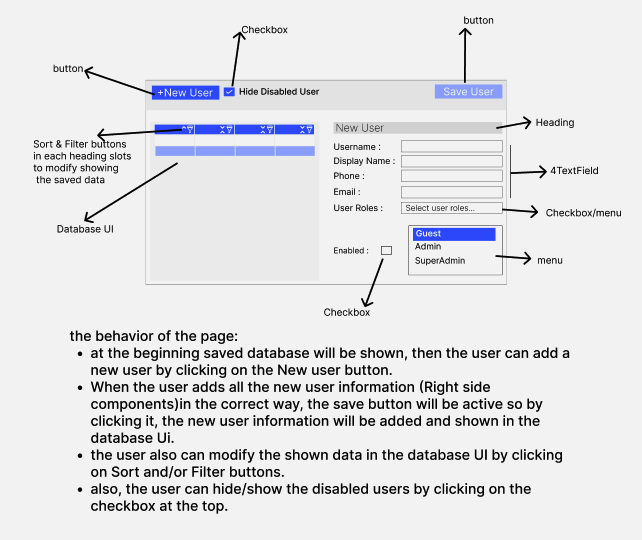 button
Checkbox
button
+New User
Hide Disabled User
Save User
Sort & Filter buttons
in each heading slots
to modify showing
the saved data
Database UI
New User
Heading
Username :
Display Name :
Phone :
Email :
4TextField
User Roles :
Select user roles...
Checkbox/menu
Guest
Admin
SuperAdmin
menu
Enabled :
Checkbox
the behavior of the page:
• at the beginning saved database will be shown, then the user can add a
new user by clicking on the New user button.
• When the user adds all the new user information (Right side
components)in the correct way, the save button will be active so by
clicking it, the new user information will be added and shown in the
database Ui.
• the user also can modify the shown data in the database UI by clicking
on Sort and/or Filter buttons.
• also, the user can hide/show the disabled users by clicking on the
checkbox at the top.